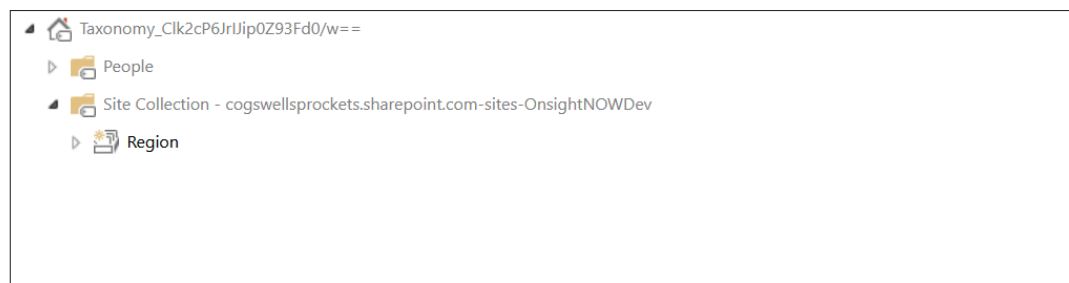 Taxonomy_Clk2cP6JrIJip0Z93Fd0/w==
People
Site Collection - cogswellsprockets.sharepoint.com-sites-OnsightNOWDev
Region